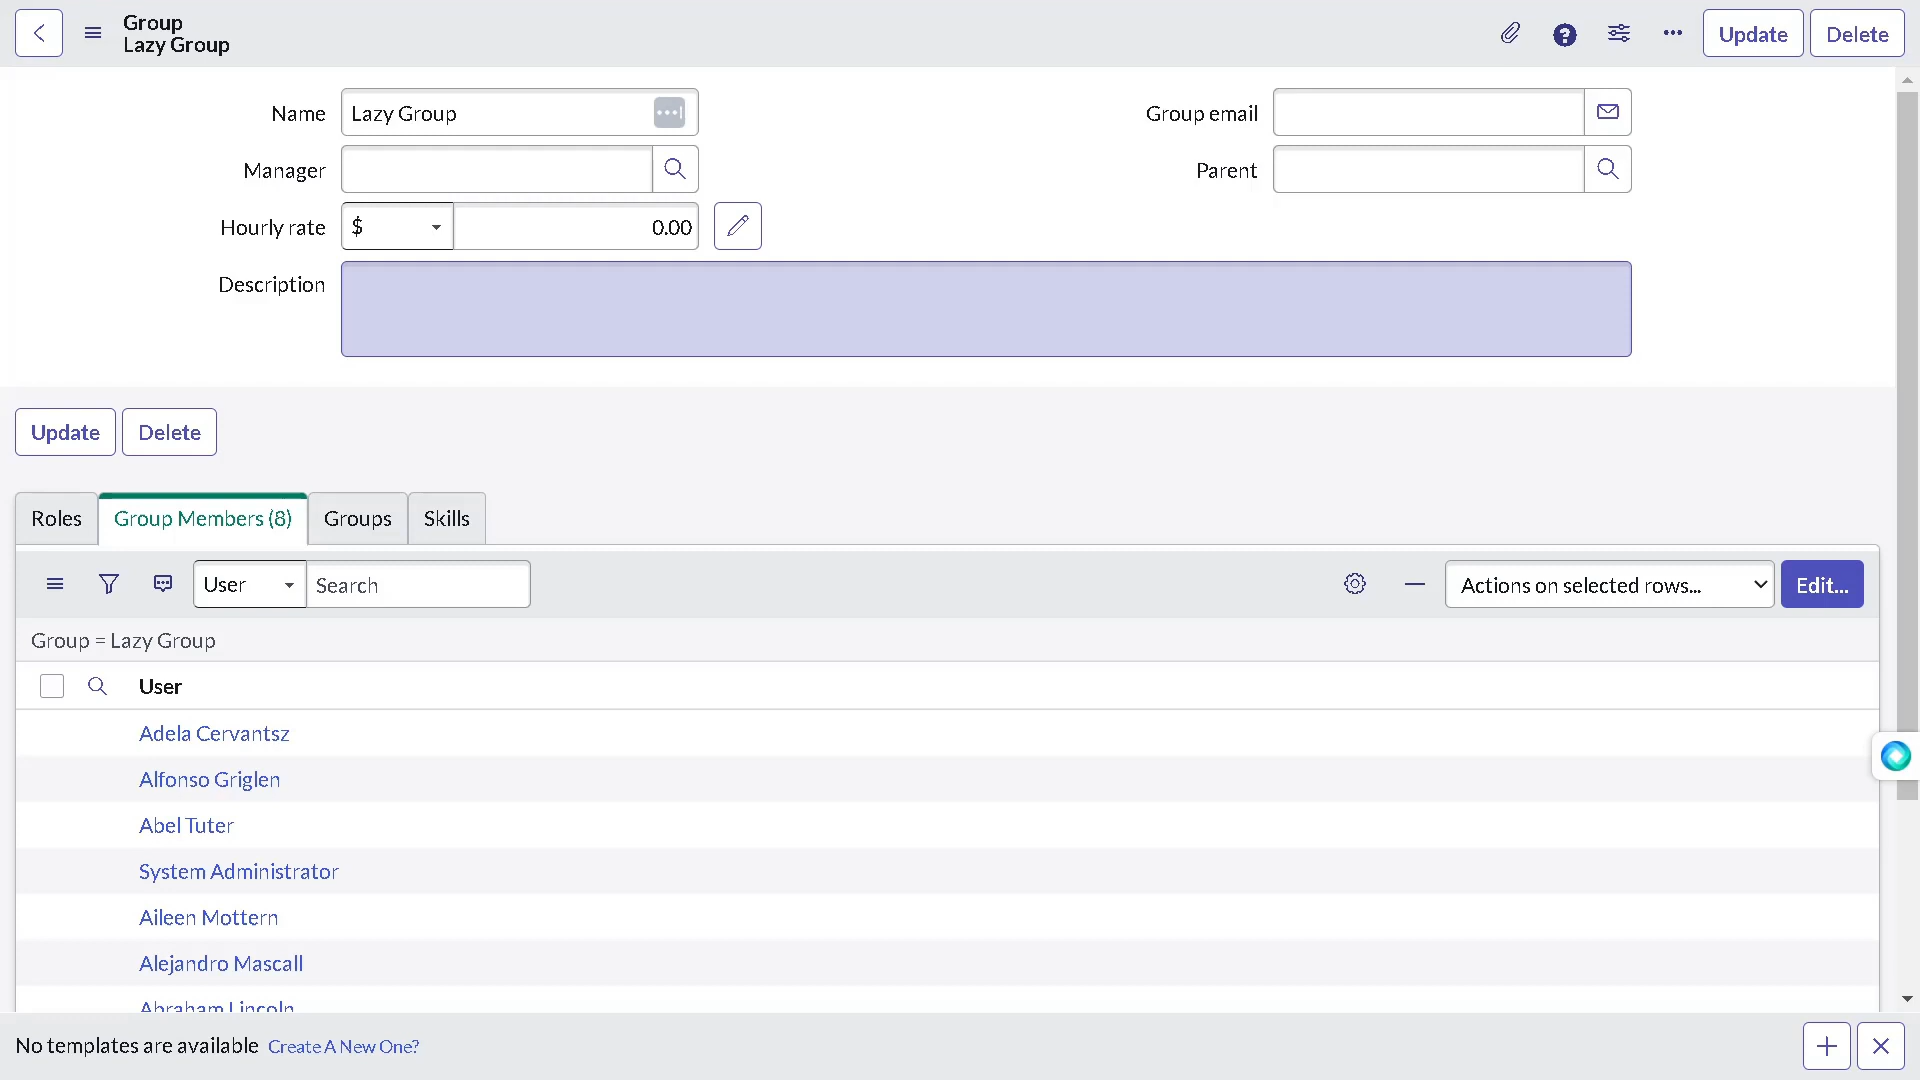 Group
Lazy Group
Update
Delete
Name
Lazy Group
Group email
Manager
Parent
Hourly rate
$
0.00
Description
Update
Delete
Roles
Group Members (8)
Groups
Skills
User
Search
Actions on selected rows...
Edit...
Group = Lazy Group
User
Adela Cervantsz
Alfonso Griglen
Abel Tuter
System Administrator
Aileen Mottern
Alejandro Mascall
Abraham Lincoln
No templates are available Create A New One?